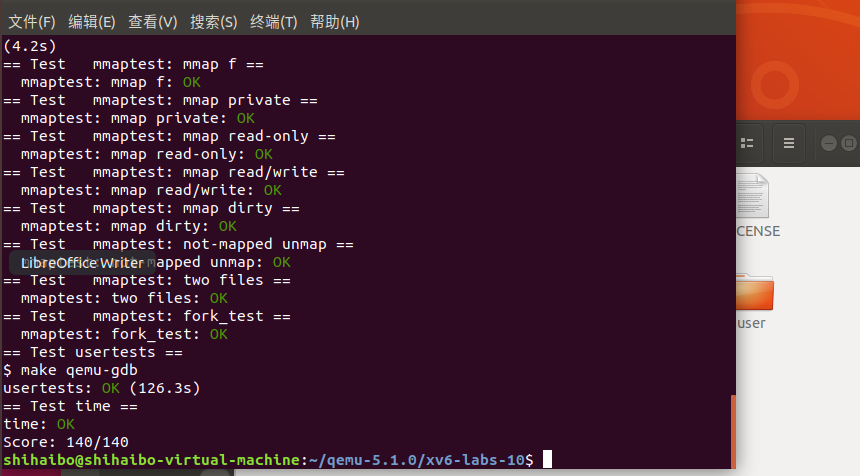 文件(F) 编辑(E) 查看(V) 搜索(S) 终端(T) 帮助(H)
(4.2s)
== Test   mmaptest: mmap f ==
  mmaptest: mmap f: OK
== Test   mmaptest: mmap private ==
  mmaptest: mmap private: OK
== Test   mmaptest: mmap read-only ==
  mmaptest: mmap read-only: OK
== Test   mmaptest: mmap read/write ==
  mmaptest: mmap read/write: OK
== Test   mmaptest: mmap dirty ==
  mmaptest: mmap dirty: OK
== Test   mmaptest: not-mapped unmap ==
LibreOffice Writer apped unmap: OK
== Test   mmaptest: two files ==
  mmaptest: two files: OK
== Test   mmaptest: fork_test ==
  mmaptest: fork_test: OK
== Test usertests ==
$ make qemu-gdb
usertests: OK (126.3s)
== Test time ==
time: OK
Score: 140/140
shihaibo@shihaibo-virtual-machine:~/qemu-5.1.0/xv6-labs-10$
CENSE
user